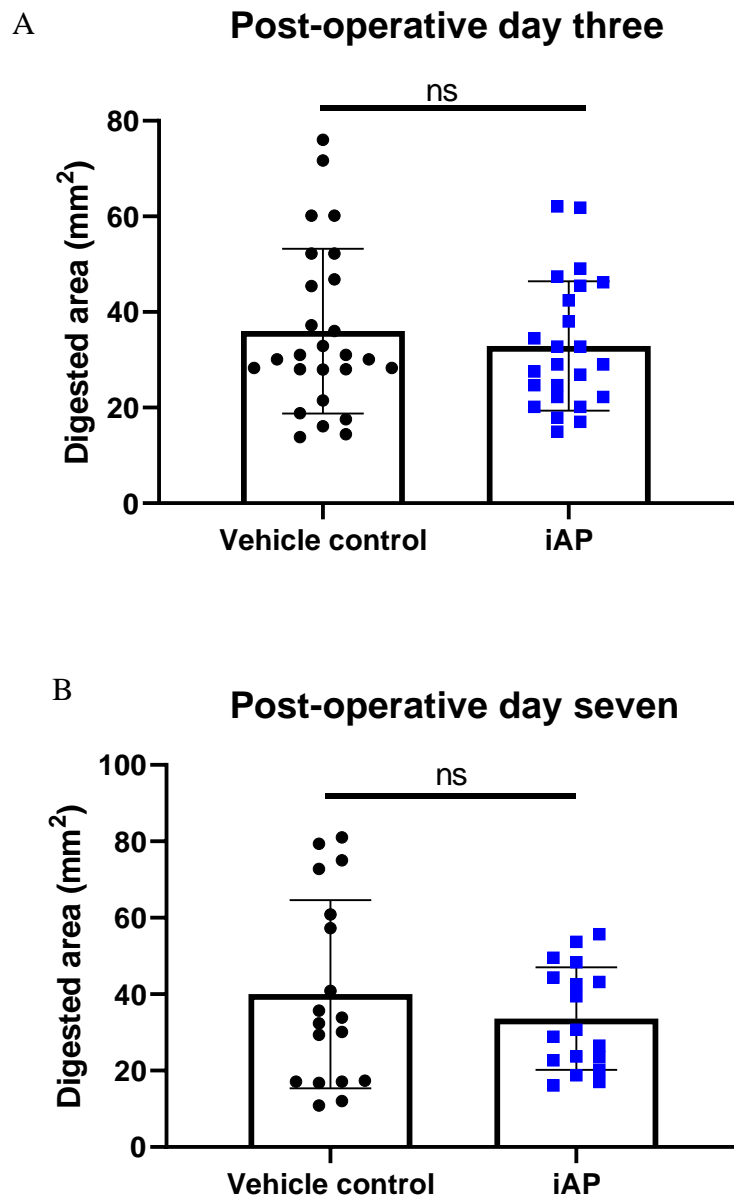 A
Post-operative day three
ns
Digested area (mm²)
80
60
40
20
0
Vehicle control
iAP
B
Post-operative day seven
ns
Digested area (mm²)
100
80
60
40
20
0
Vehicle control
iAP